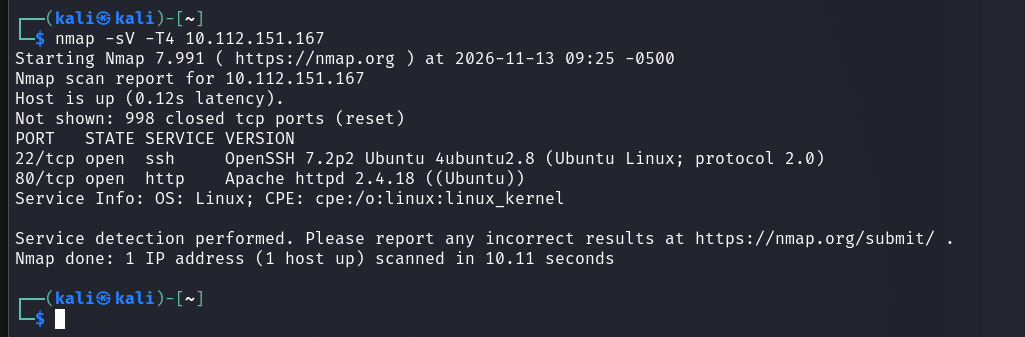 ┌──(kali㉿kali)-[~]
└─$ nmap -sV -T4 10.112.151.167
Starting Nmap 7.991 ( https://nmap.org ) at 2026-11-13 09:25 -0500
Nmap scan report for 10.112.151.167
Host is up (0.12s latency).
Not shown: 998 closed tcp ports (reset)
PORT   STATE SERVICE VERSION
22/tcp open  ssh     OpenSSH 7.2p2 Ubuntu 4ubuntu2.8 (Ubuntu Linux; protocol 2.0)
80/tcp open  http    Apache httpd 2.4.18 ((Ubuntu))
Service Info: OS: Linux; CPE: cpe:/o:linux:linux_kernel

Service detection performed. Please report any incorrect results at https://nmap.org/submit/ .
Nmap done: 1 IP address (1 host up) scanned in 10.11 seconds

┌──(kali㉿kali)-[~]
└─$